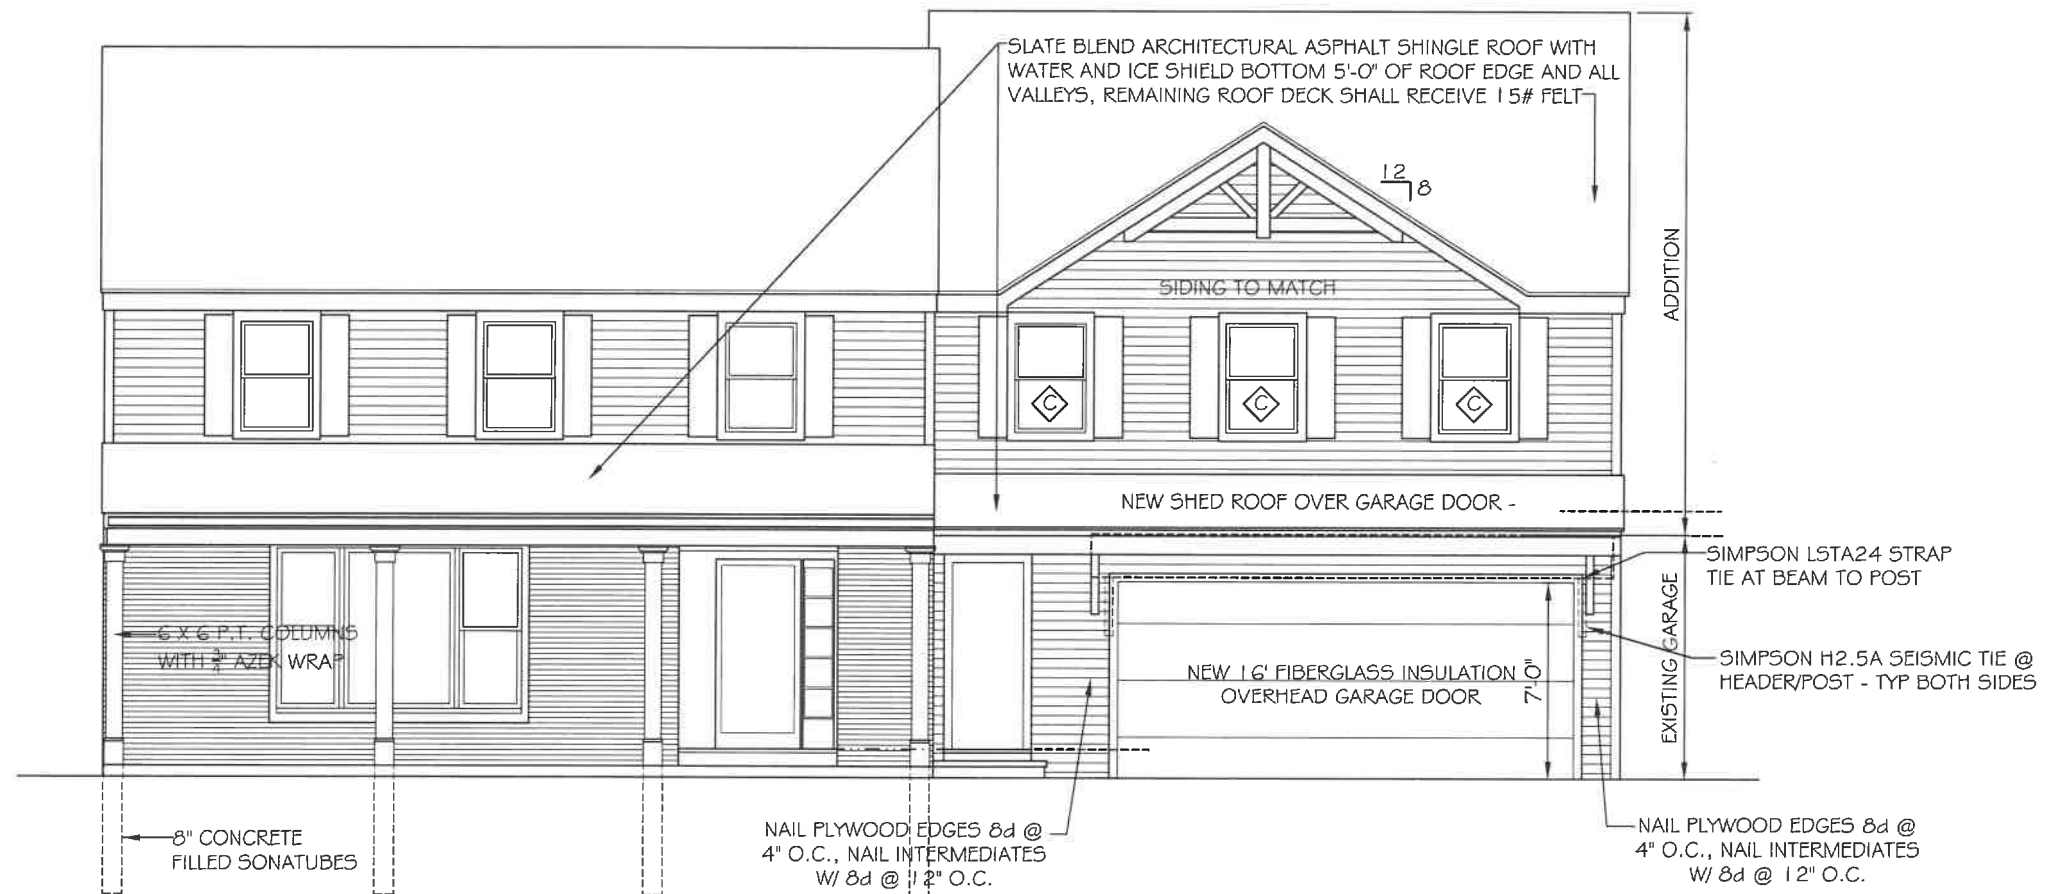 SLATE BLEND ARCHITECTURAL ASPHALT SHINGLE ROOF WITH
WATER AND ICE SHIELD BOTTOM 5'-0" OF ROOF EDGE AND ALL
VALLEYS, REMAINING ROOF DECK SHALL RECEIVE 15# FELT
12
8
ADDITION
SIDING TO MATCH
C
C
C
NEW SHED ROOF OVER GARAGE DOOR -
SIMPSON LSTA24 STRAP
TIE AT BEAM TO POST
EXISTING GARAGE
6 X 6 P.T. COLUMNS
WITH 3/4" AZEK WRAP
NEW 16' FIBERGLASS INSULATION
OVERHEAD GARAGE DOOR
7'-0"
SIMPSON H2.5A SEISMIC TIE @
HEADER/POST - TYP BOTH SIDES
8" CONCRETE
FILLED SONATUBES
NAIL PLYWOOD EDGES 8d @
4" O.C., NAIL INTERMEDIATES
W/ 8d @ 12" O.C.
NAIL PLYWOOD EDGES 8d @
4" O.C., NAIL INTERMEDIATES
W/ 8d @ 12" O.C.